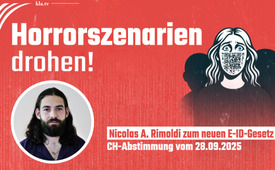 kla.tv
Horrorszenarien
drohen!
Nicolas A. Rimoldi zum neuen E-ID-Gesetz
CH-Abstimmung vom 28.09.2025